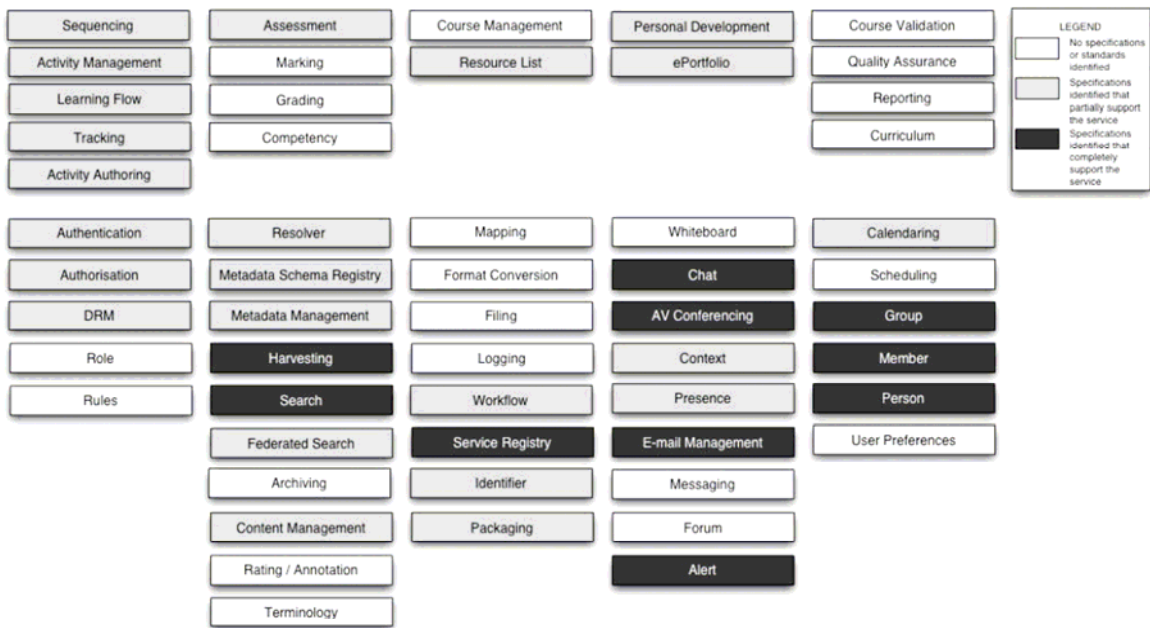 Sequencing
Activity Management
Learning Flow
Tracking
Activity Authoring
Assessment
Marking
Grading
Competency
Course Management
Resource List
Personal Development
ePortfolio
Course Validation
Quality Assurance
Reporting
Curriculum
LEGEND
No specifications
or standards
identified
Specifications
identified that
partially support
the service
Specifications
identified that
completely
support the
service
Authentication
Authorisation
DRM
Role
Rules
Resolver
Metadata Schema Registry
Metadata Management
Harvesting
Search
Federated Search
Archiving
Content Management
Rating / Annotation
Terminology
Mapping
Format Conversion
Filing
Logging
Workflow
Service Registry
Identifier
Packaging
Whiteboard
Chat
AV Conferencing
Context
Presence
E-mail Management
Messaging
Forum
Alert
Calendaring
Scheduling
Group
Member
Person
User Preferences